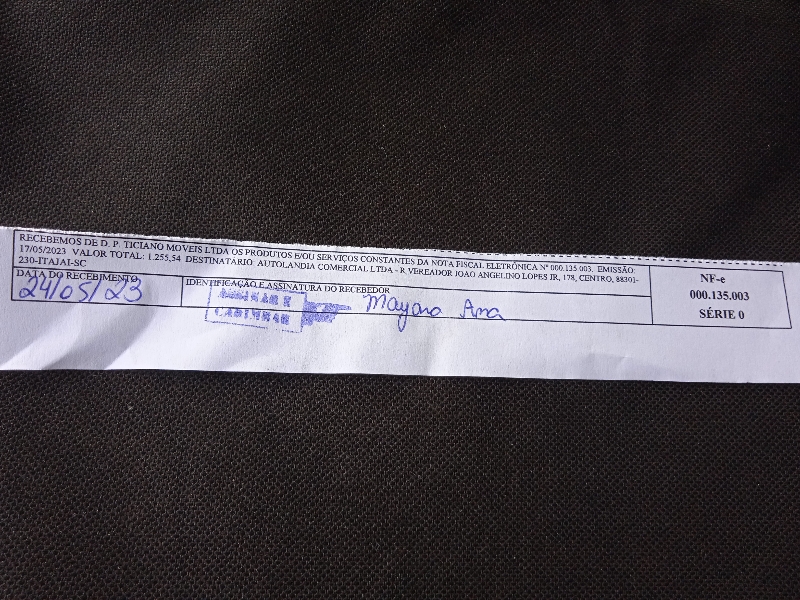 RECEBEMOS DE D. P. TICIANO MOVEIS LTDA OS PRODUTOS E/OU SERVIÇOS CONSTANTES DA NOTA FISCAL ELETRÔNICA Nº 000.135.003. EMISSÃO:
17/05/2023 VALOR TOTAL: 1.255,54 DESTINATARIO AUTOLANDIA COMERCIAL LTDA - R VEREADOR JOAO ANGELINO LOPES JR, 178, CENTRO, 88301-
230-ITAJAI-SC
DATA DO RECEBIMENTO
24/05/23
IDENTIFICAÇÃO E ASSINATURA DO RECEBEDOR
ASSINAR E
CARIMBAR
Mayara Ana
NF-e
000.135.003
SÉRIE 0